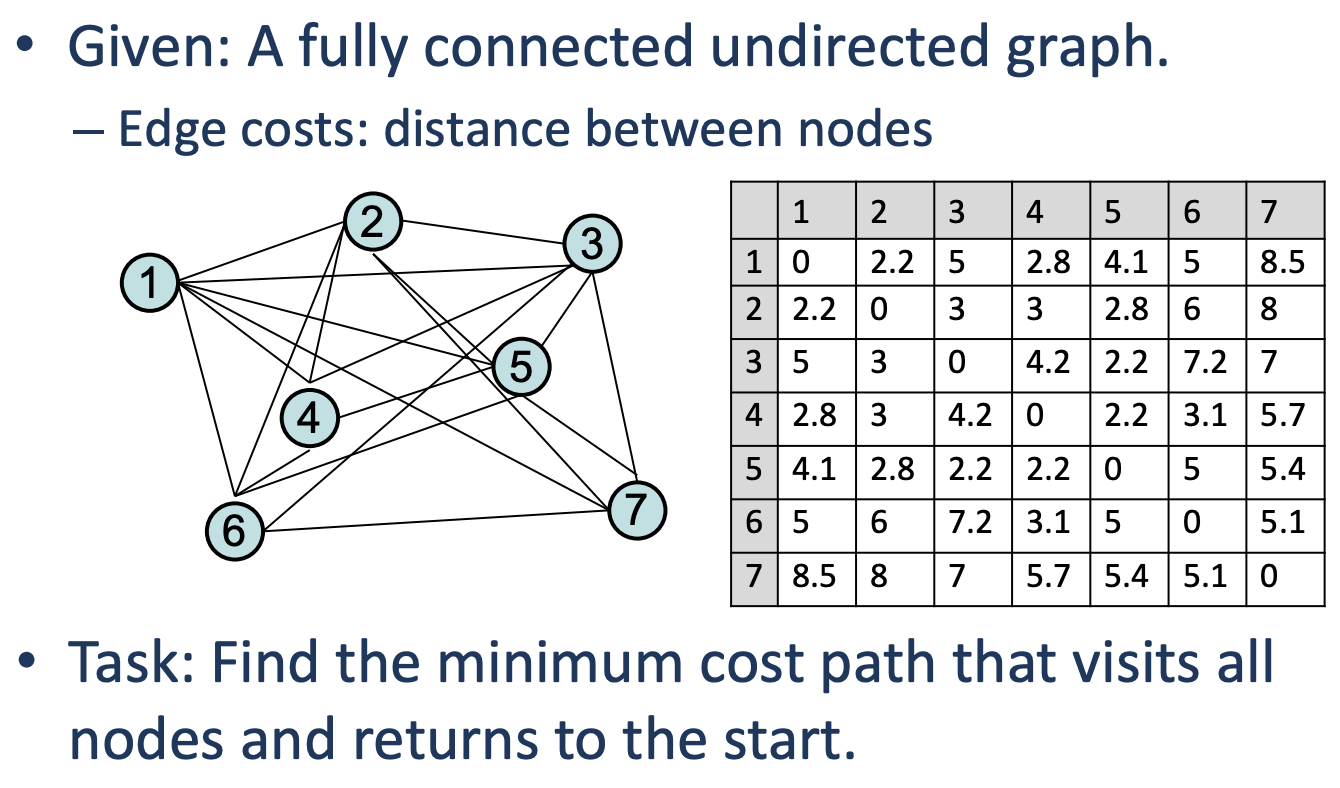 • Given: A fully connected undirected graph.
– Edge costs: distance between nodes
1
2
3
4
5
6
7
1 2 3 4 5 6 7
1 0 2.2 5 2.8 4.1 5 8.5
2 2.2 0 3 3 2.8 6 8
3 5 3 0 4.2 2.2 7.2 7
4 2.8 3 4.2 0 2.2 3.1 5.7
5 4.1 2.8 2.2 2.2 0 5 5.4
6 5 6 7.2 3.1 5 0 5.1
7 8.5 8 7 5.7 5.4 5.1 0
• Task: Find the minimum cost path that visits all
nodes and returns to the start.